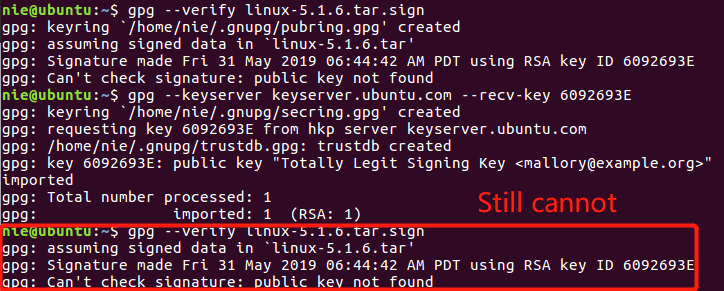 nie@ubuntu:~$ gpg --verify linux-5.1.6.tar.sign
gpg: keyring `/home/nie/.gnupg/pubring.gpg' created
gpg: assuming signed data in `linux-5.1.6.tar'
gpg: Signature made Fri 31 May 2019 06:44:42 AM PDT using RSA key ID 6092693E
gpg: Can't check signature: public key not found
nie@ubuntu:~$ gpg --keyserver keyserver.ubuntu.com --recv-key 6092693E
gpg: keyring `/home/nie/.gnupg/secring.gpg' created
gpg: requesting key 6092693E from hkp server keyserver.ubuntu.com
gpg: /home/nie/.gnupg/trustdb.gpg: trustdb created
gpg: key 6092693E: public key "Totally Legit Signing Key <mallory@example.org>"
imported
gpg: Total number processed: 1
gpg:               imported: 1  (RSA: 1)
Still cannot
nie@ubuntu:~$ gpg --verify linux-5.1.6.tar.sign
gpg: assuming signed data in `linux-5.1.6.tar'
gpg: Signature made Fri 31 May 2019 06:44:42 AM PDT using RSA key ID 6092693E
gpg: Can't check signature: public key not found